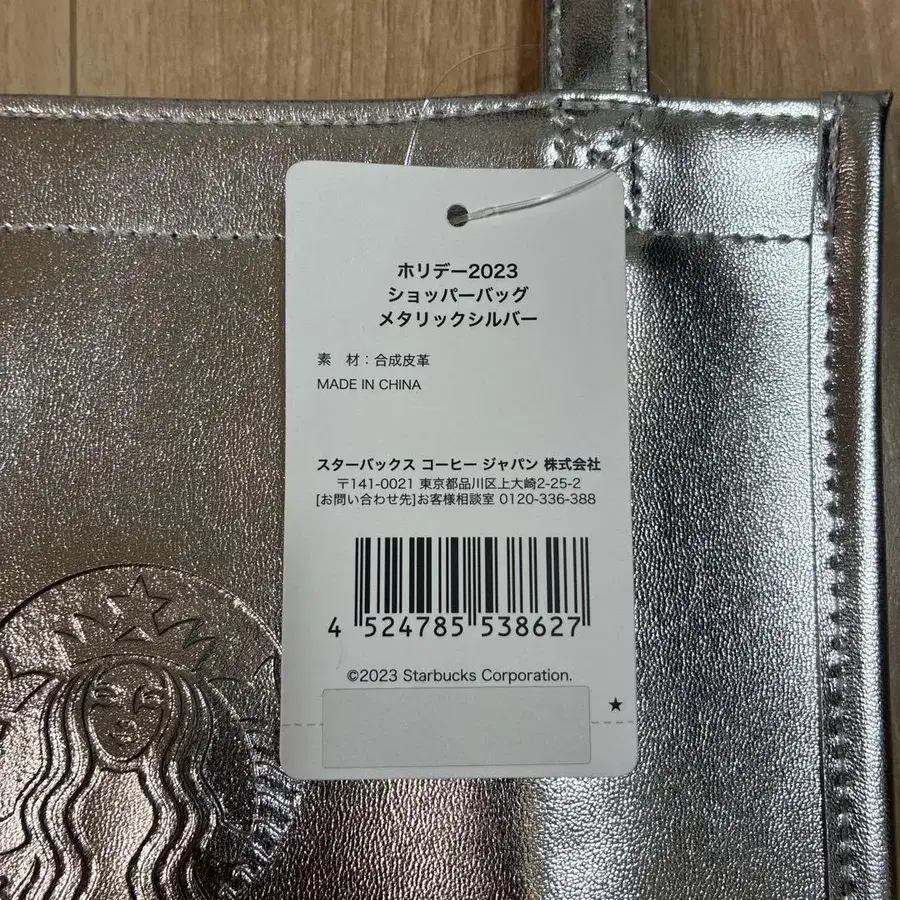 ホリデー2023
ショッパーバッグ
メタリックシルバー
素　材：合成皮革
MADE IN CHINA
スターバックス コーヒー ジャパン 株式会社
〒141-0021 東京都品川区上大崎2-25-2
[お問い合わせ先]お客様相談室 0120-336-388
4 524785 538627
©2023 Starbucks Corporation.
★